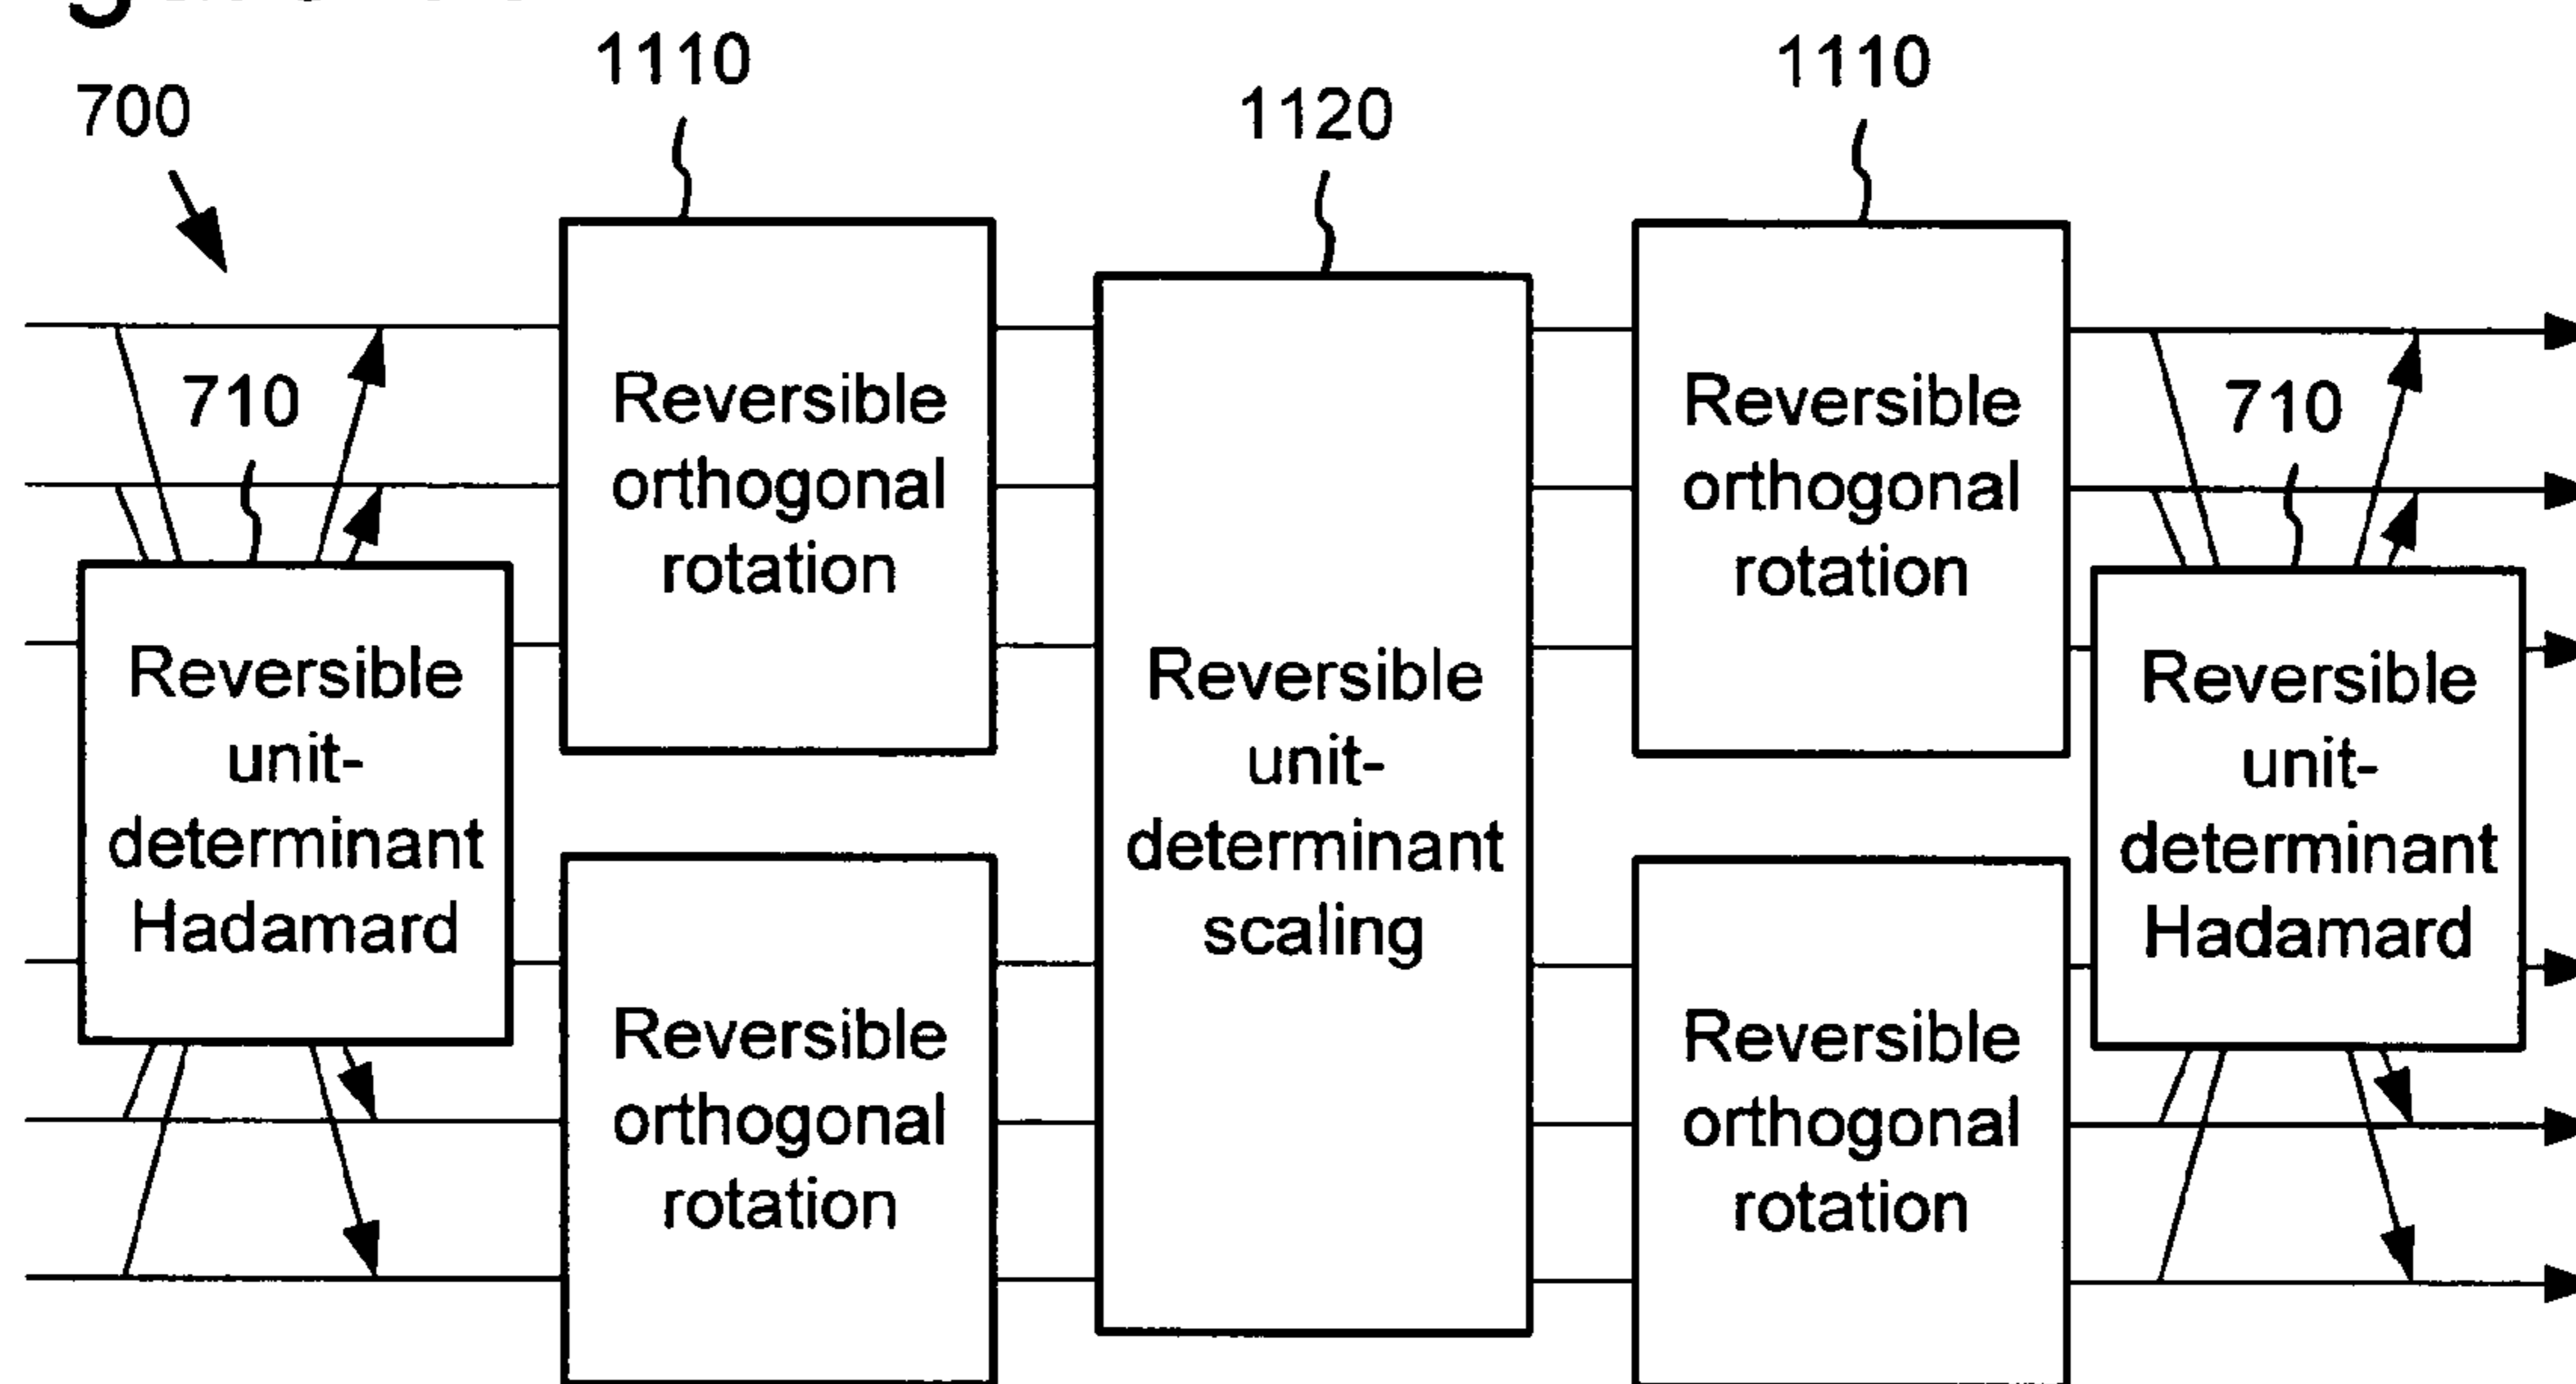 1110
1110
700
1120
710
710
Reversible
orthogonal
rotation
Reversible
orthogonal
rotation
Reversible
unit-
determinant
Hadamard
Reversible
unit-
determinant
scaling
Reversible
unit-
determinant
Hadamard
Reversible
orthogonal
rotation
Reversible
orthogonal
rotation